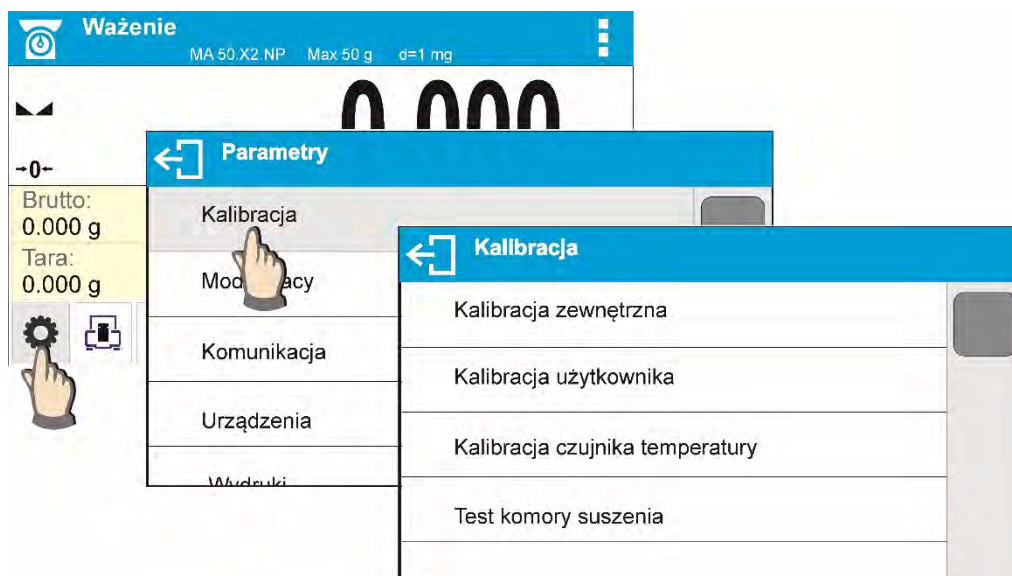 Ważenie
MA 50.X2.NP Max 50 g d=1 mg
0.000
→0←
Brutto:
0.000 g
Tara:
0.000 g
Parametry
Kalibracja
Komunikacja
Urządzenia
Wydruki
Kalibracja
Kalibracja zewnętrzna
Kalibracja użytkownika
Kalibracja czujnika temperatury
Test komory suszenia